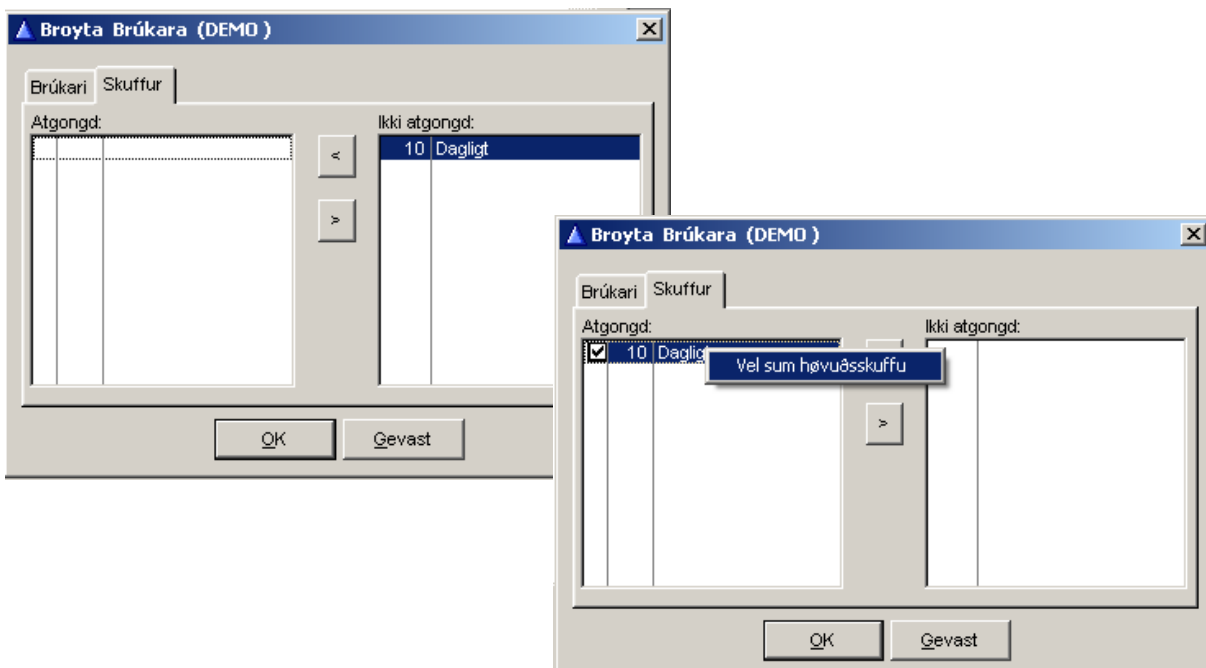 Broyta Brúkara (DEMO )
Brúkari Skuffur
Atgongd: Ikki atgongd:
<
10 Dagligt
>
OK Gevast
Broyta Brúkara (DEMO )
Brúkari Skuffur
Atgongd: Ikki atgongd:
10 Daglig
Vel sum høvuðsskuffu
>
OK Gevast